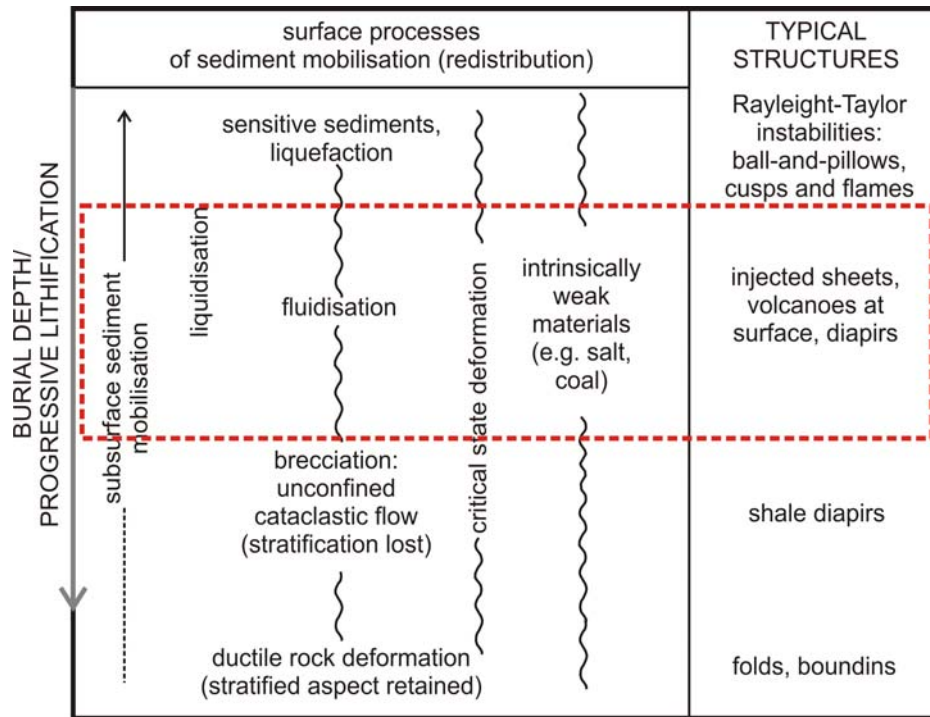 surface processes
of sediment mobilisation (redistribution)
TYPICAL
STRUCTURES
BURIAL DEPTH/
PROGRESSIVE LITHIFICATION
subsurface sediment
mobilisation
liquidisation
sensitive sediments,
liquefaction
fluidisation
brecciation:
unconfined
cataclastic flow
(stratification lost)
ductile rock deformation
(stratified aspect retained)
critical state deformation
intrinsically
weak
materials
(e.g. salt,
coal)
Rayleight-Taylor
instabilities:
ball-and-pillows,
cusps and flames
injected sheets,
volcanoes at
surface, diapirs
shale diapirs
folds, boundins